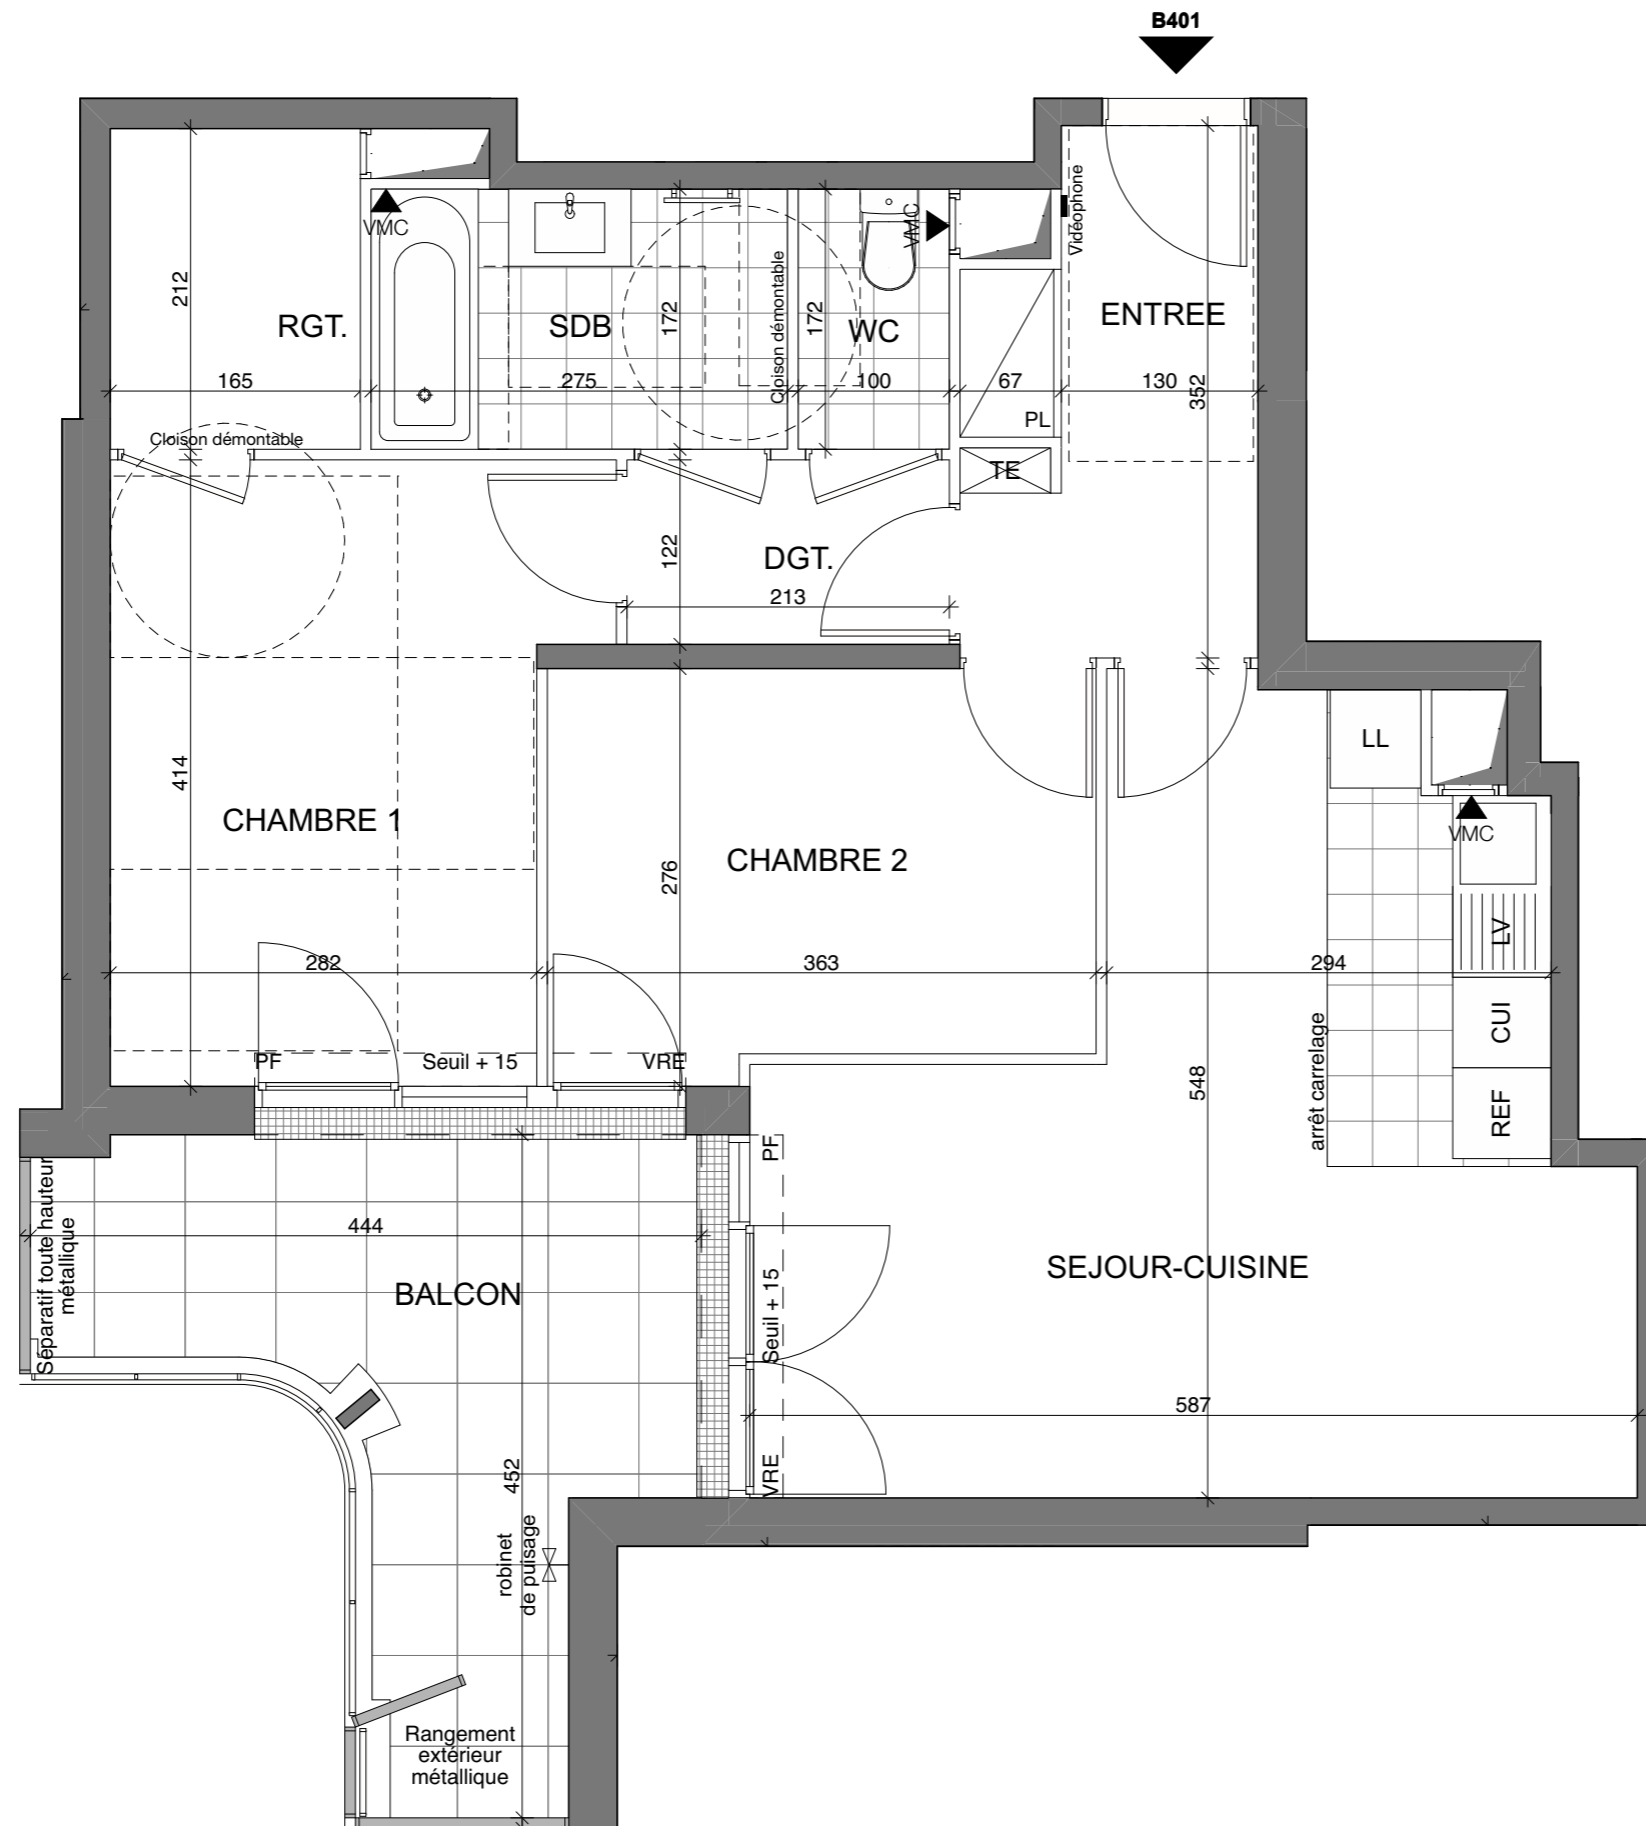 B401
Vidéophone
VMC
VMC
212
RGT.
SDB
172
Cloison démontable
172
WC
ENTREE
165
275
100
67
130
352
PL
Cloison démontable
TE
122
DGT.
213
LL
414
CHAMBRE 1
CHAMBRE 2
276
VMC
LV
282
363
294
CUI
PF
Seuil + 15
VRE
548
arrêt carrelage
REF
PF
Séparatif toute hauteur
métallique
444
BALCON
SEJOUR-CUISINE
Seuil + 15
587
VRE
452
robinet
de puisage
Rangement
extérieur
métallique